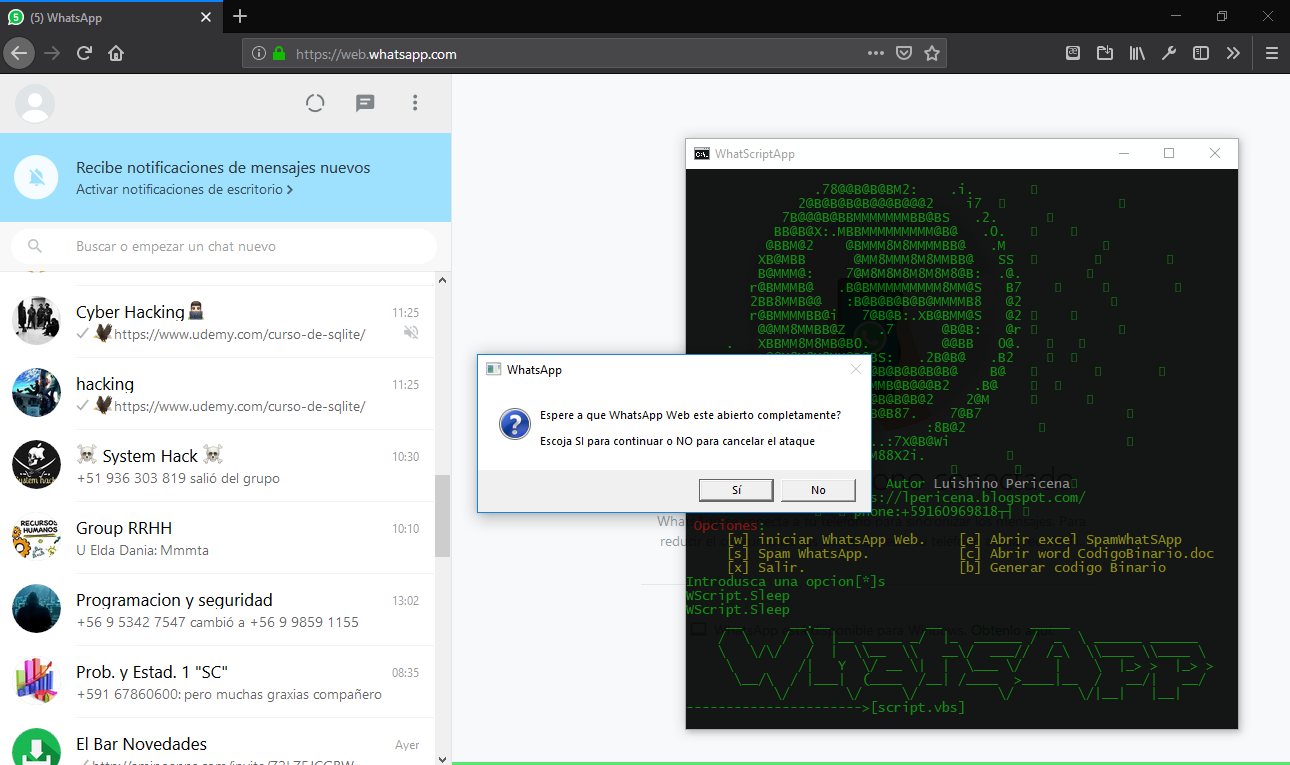 (5) WhatsApp
https://web.whatsapp.com
Recibe notificaciones de mensajes nuevos
Activar notificaciones de escritorio >
Buscar o empezar un chat nuevo
Cyber Hacking
11:25
https://www.udemy.com/curso-de-sqlite/
hacking
11:25
https://www.udemy.com/curso-de-sqlite/
System Hack
10:30
+51 936 303 819 salió del grupo
Group RRHH
10:10
U Elda Dania: Mmmta
Programacion y seguridad
13:02
+56 9 5342 7547 cambió a +56 9 9859 1155
Prob. y Estad. 1 "SC"
08:35
+591 67860600: pero muchas graxias compañero
El Bar Novedades
Ayer
WhatScriptApp
WhatsApp
Espere a que WhatsApp Web este abierto completamente?
Escoja SI para continuar o NO para cancelar el ataque
Sí
No
Autor Luishino Pericena
s://lpericena.blogspot.com/
phone:+59160969818
Opciones:
[w] iniciar WhatsApp Web. [e] Abrir excel SpamWhatSApp
[s] Spam WhatsApp. [c] Abrir word CodigoBinario.doc
[x] Salir. [b] Generar codigo Binario
Introdusca una opcion[*]s
WScript.Sleep
WScript.Sleep
--------------------->[script.vbs]